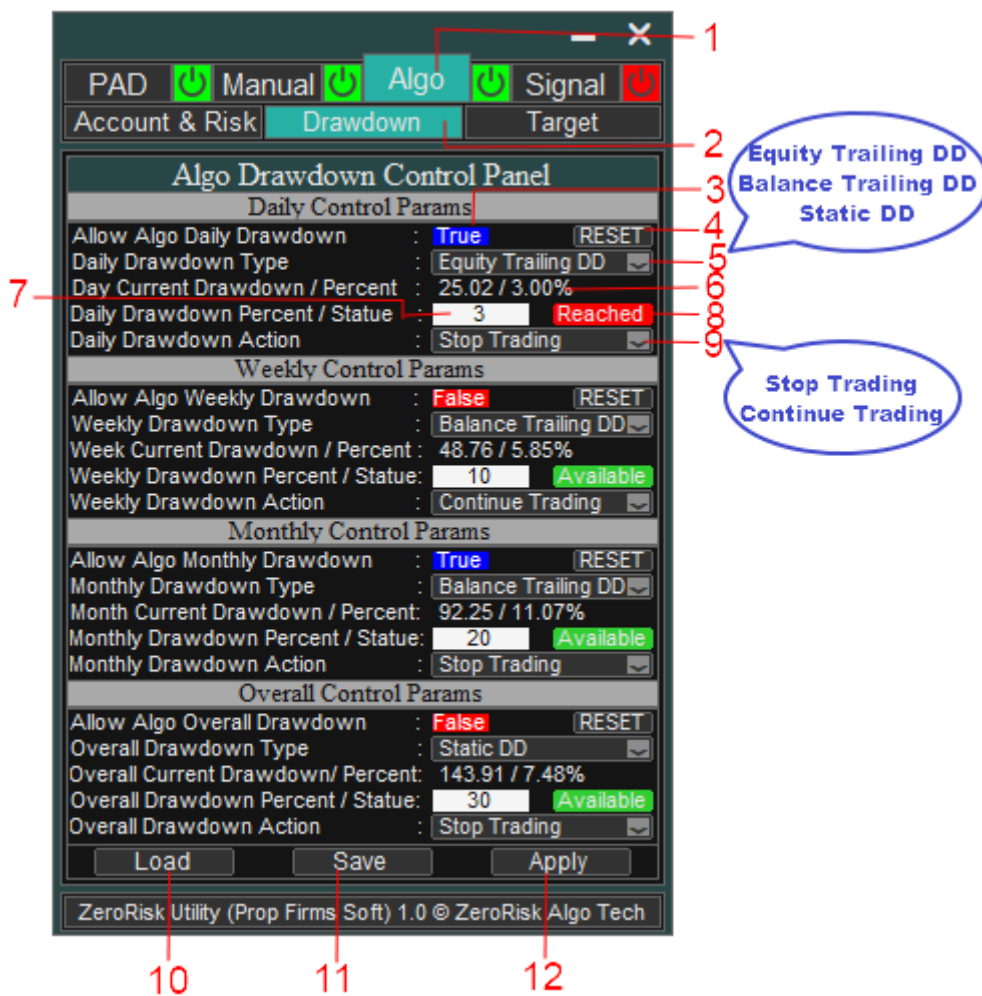 1
PAD Manual Algo Signal
Account & Risk Drawdown Target
2
Equity Trailing DD
Balance Trailing DD
Static DD
Algo Drawdown Control Panel
3
Daily Control Params
Allow Algo Daily Drawdown : True RESET 4
Daily Drawdown Type : Equity Trailing DD 5
7 Day Current Drawdown / Percent : 25.02 / 3.00% 6
Daily Drawdown Percent / Statue : 3 Reached 8
Daily Drawdown Action : Stop Trading 9
Stop Trading
Continue Trading
Weekly Control Params
Allow Algo Weekly Drawdown : False RESET
Weekly Drawdown Type : Balance Trailing DD
Week Current Drawdown / Percent : 48.76 / 5.85%
Weekly Drawdown Percent / Statue: 10 Available
Weekly Drawdown Action : Continue Trading
Monthly Control Params
Allow Algo Monthly Drawdown : True RESET
Monthly Drawdown Type : Balance Trailing DD
Month Current Drawdown / Percent: 92.25 / 11.07%
Monthly Drawdown Percent / Statue: 20 Available
Monthly Drawdown Action : Stop Trading
Overall Control Params
Allow Algo Overall Drawdown : False RESET
Overall Drawdown Type : Static DD
Overall Current Drawdown/ Percent: 143.91 / 7.48%
Overall Drawdown Percent / Statue: 30 Available
Overall Drawdown Action : Stop Trading
Load Save Apply
ZeroRisk Utility (Prop Firms Soft) 1.0 © ZeroRisk Algo Tech
10 11 12